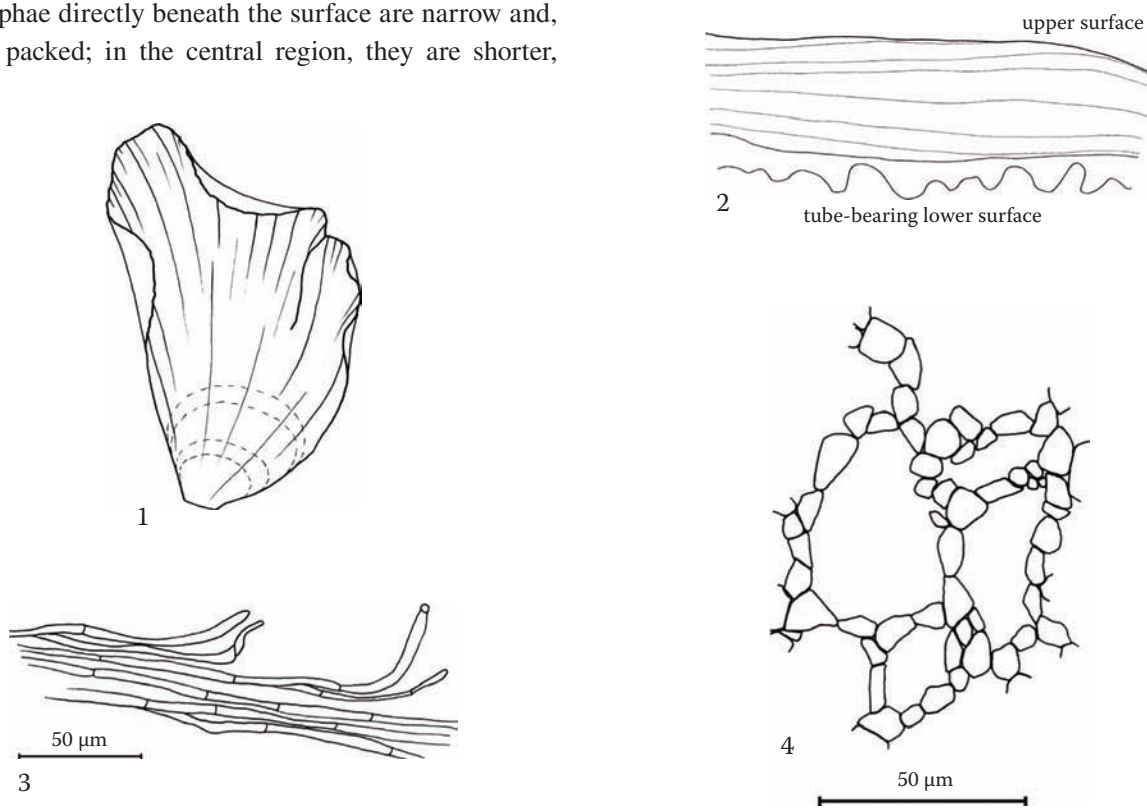 phae directly beneath the surface are narrow and,
packed; in the central region, they are shorter,
1
50 µm
3
upper surface
2
tube-bearing lower surface
4
50 µm